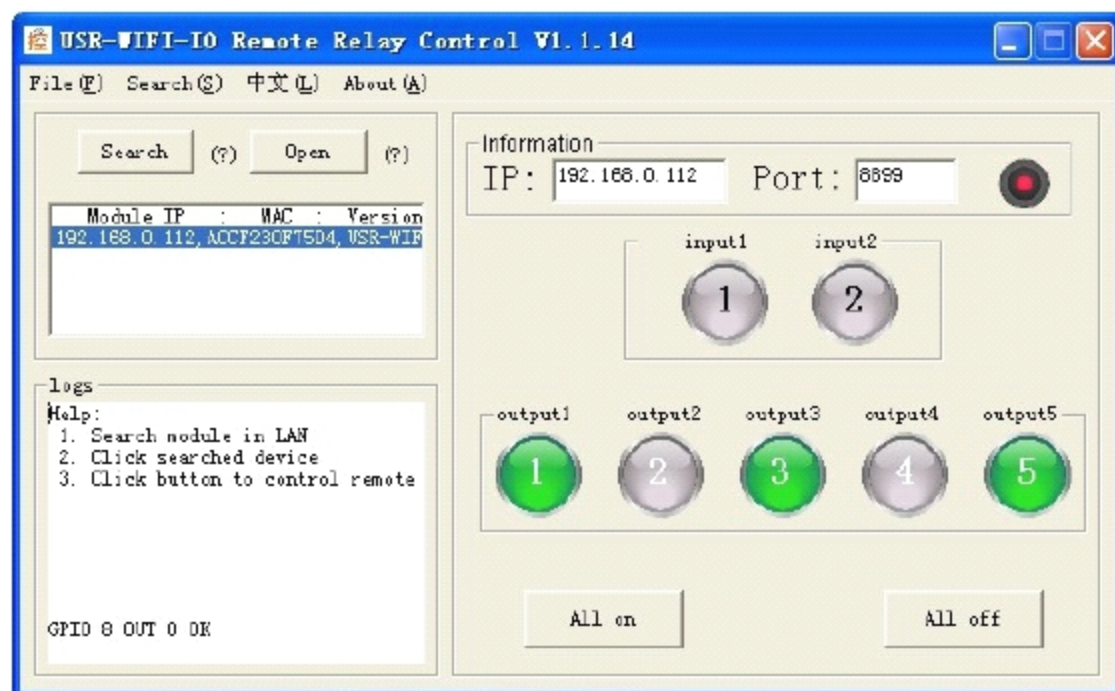 控 USR-WIFI-IO Remote Relay Control V1.1.14
File(F) Search(S) 中文(L) About(A)
Search (?) Open (?)
Module IP : MAC : Version
192.168.0.112, ACCF230F75D4, USR-WIF
logs
Help:
1. Search module in LAN
2. Click searched device
3. Click button to control remote
GPIO 8 OUT 0 OK
Information
IP: 192.168.0.112 Port: 8899
input1 input2
1 2
output1 output2 output3 output4 output5
1 2 3 4 5
All on All off